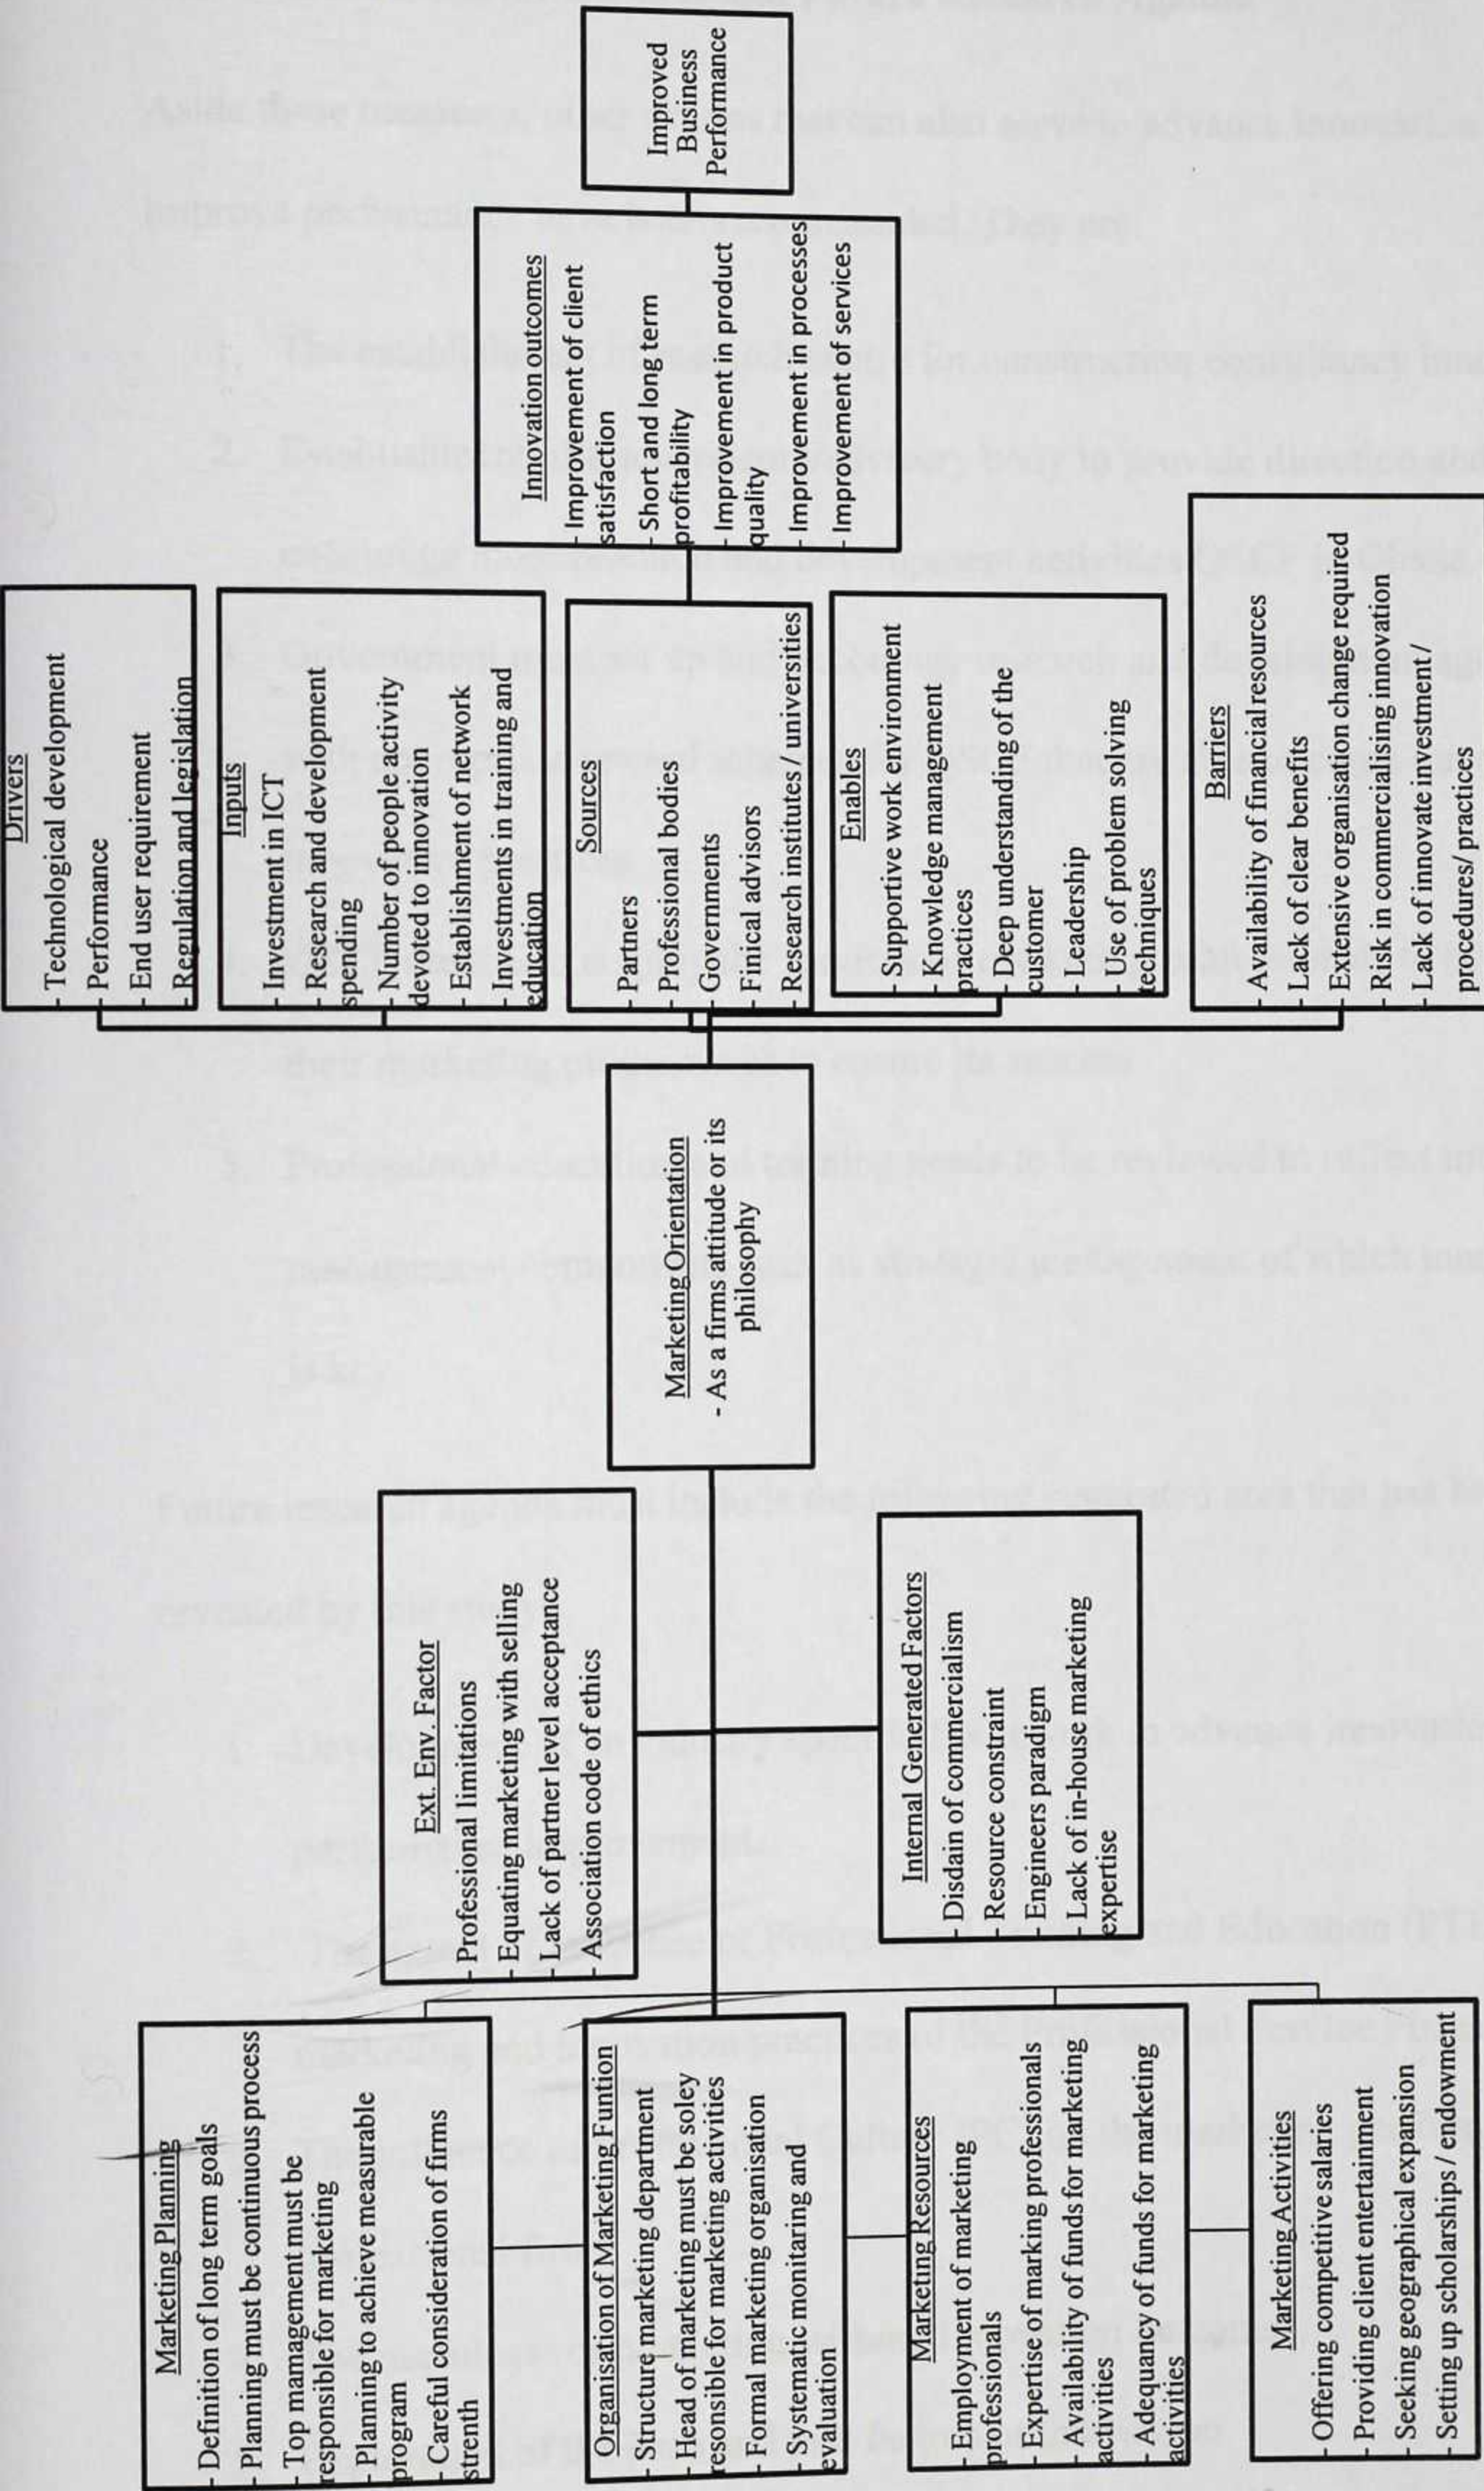 Marketing Planning
- Definition of long term goals
- Planning must be continuous process
- Top management must be
responsible for marketing
- Planning to achieve measurable
program
- Careful consideration of firms
strenth
Organisation of Marketing Funtion
- Structure marketing department
- Head of marketing must be soley
resonsible for marketing activities
- Formal marketing organisation
- Systematic monitaring and
evaluation
Marketing Resources
- Employment of marketing
professionals
- Expertise of marking professionals
- Availability of funds for marketing
activities
- Adequancy of funds for marketing
activities
Marketing Activities
- Offering competitive salaries
- Providing client entertainment
- Seeking geographical expansion
- Setting up scholarships / endowment
Ext. Env. Factor
- Professional limitations
- Equating marketing with selling
- Lack of partner level acceptance
- Association code of ethics
Internal Generated Factors
- Disdain of commercialism
- Resource constraint
- Engineers paradigm
- Lack of in-house marketing
expertise
Marketing Orientation
- As a firms attitude or its
philosophy
Drivers
- Technological development
- Performance
- End user requirement
- Regulation and legislation
Inputs
- Investment in ICT
- Research and development
spending
- Number of people activity
devoted to innovation
- Establishment of network
- Investments in training and
education
Sources
- Partners
- Professional bodies
- Governments
- Finical advisors
- Research institutes / universities
Enables
- Supportive work environment
- Knowledge management
practices
- Deep understanding of the
customer
- Leadership
- Use of problem solving
techniques
Barriers
- Availability of financial resources
- Lack of clear benefits
- Extensive organisation change required
- Risk in commercialising innovation
- Lack of innovate investment /
procedures/ practices
Innovation outcomes
- Improvement of client
satisfaction
- Short and long term
profitability
- Improvement in product
quality
- Improvement in processes
- Improvement of services
Improved
Business
Performance